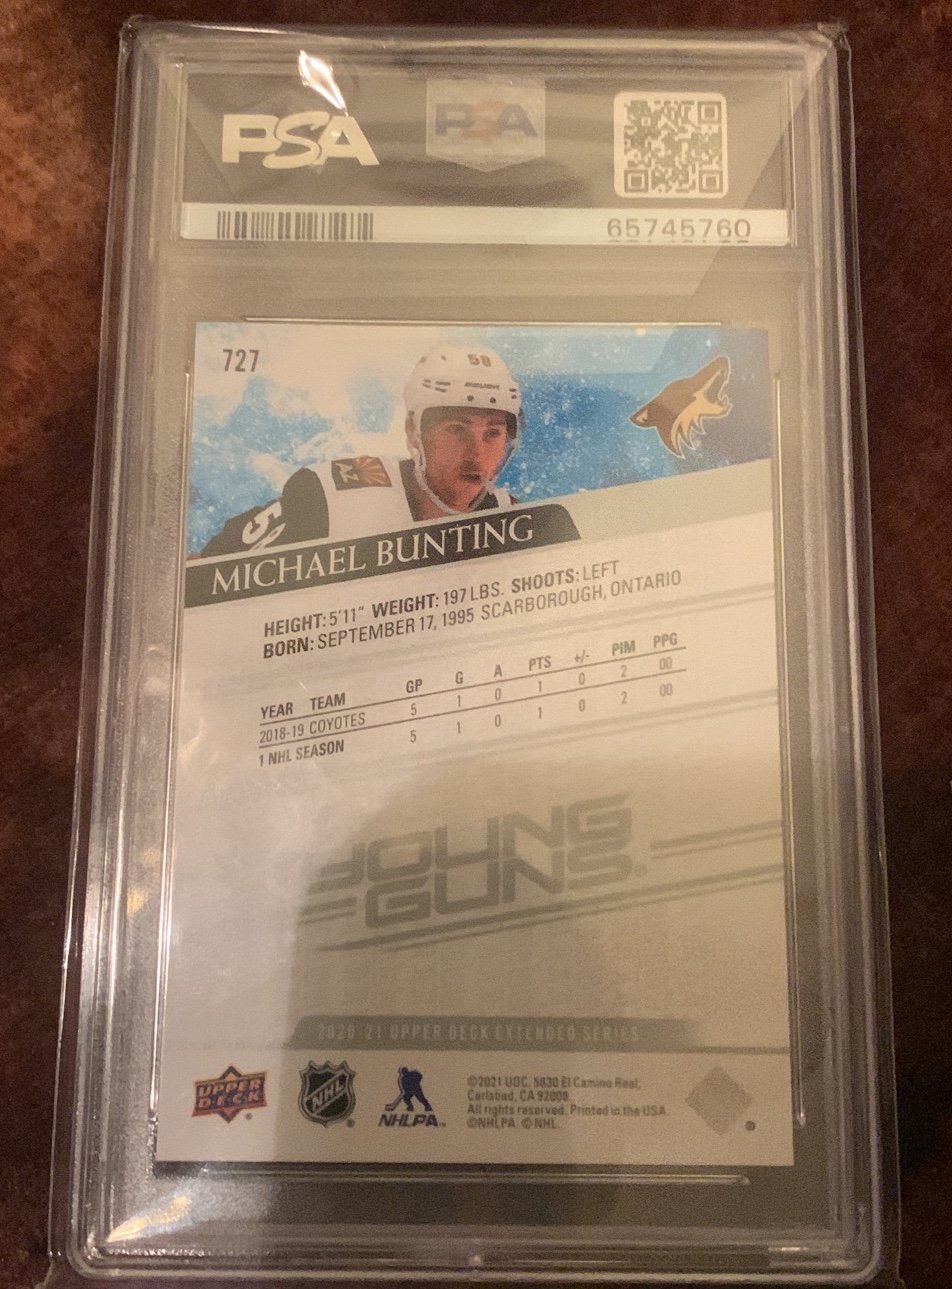 PSA
PSA
65745760
727
58
BAUER
AZ
58
MICHAEL BUNTING
HEIGHT: 5'11" WEIGHT: 197 LBS. SHOOTS: LEFT
BORN: SEPTEMBER 17, 1995 SCARBOROUGH, ONTARIO
YEAR TEAM GP G A PTS +/- PIM PPG
2018-19 COYOTES 5 1 0 1 0 2 00
1 NHL SEASON 5 1 0 1 0 2 00
YOUNG
GUNS®
2020-21 UPPER DECK EXTENDED SERIES
UPPER
DECK
NHL
NHLPA
©2021 UDC. 5830 El Camino Real,
Carlsbad, CA 92008.
All rights reserved. Printed in the USA.
©NHLPA ©NHL